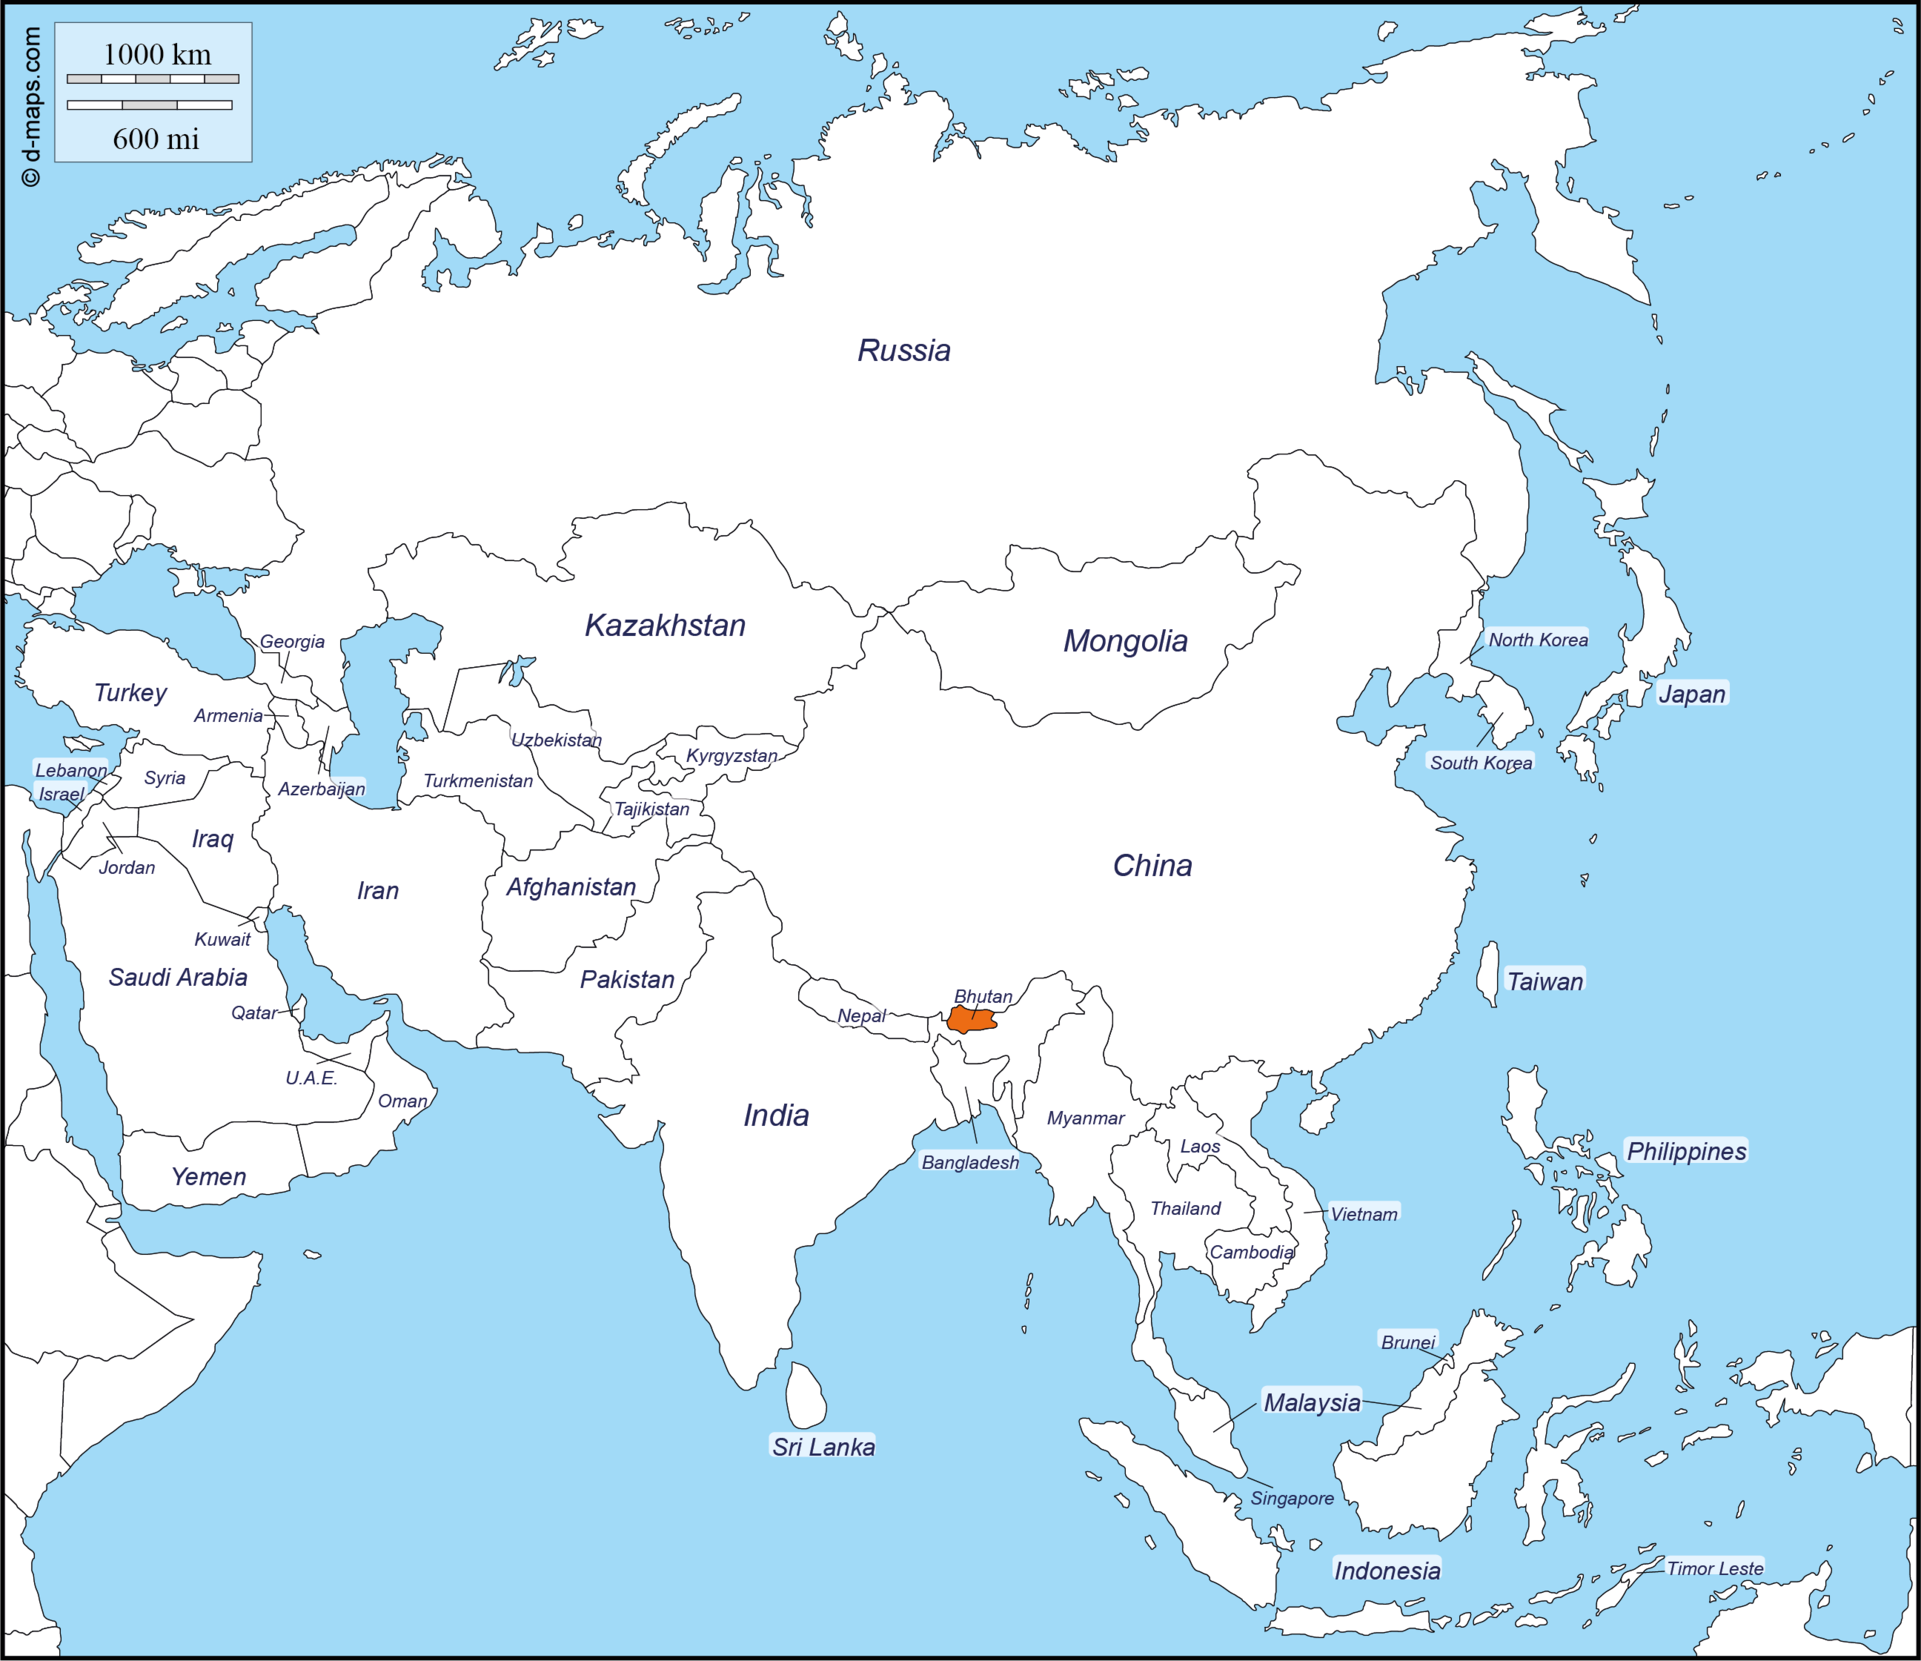 © d-maps.com
1000 km
600 mi
Russia
Kazakhstan
Mongolia
Georgia
North Korea
Turkey
Japan
Armenia
Uzbekistan
Kyrgyzstan
South Korea
Lebanon
Syria
Turkmenistan
Israel
Azerbaijan
Tajikistan
Iraq
Jordan
China
Iran
Afghanistan
Kuwait
Saudi Arabia
Pakistan
Taiwan
Bhutan
Qatar
Nepal
U.A.E.
Oman
India
Myanmar
Laos
Philippines
Bangladesh
Yemen
Thailand
Vietnam
Cambodia
Brunei
Malaysia
Sri Lanka
Singapore
Indonesia
Timor Leste